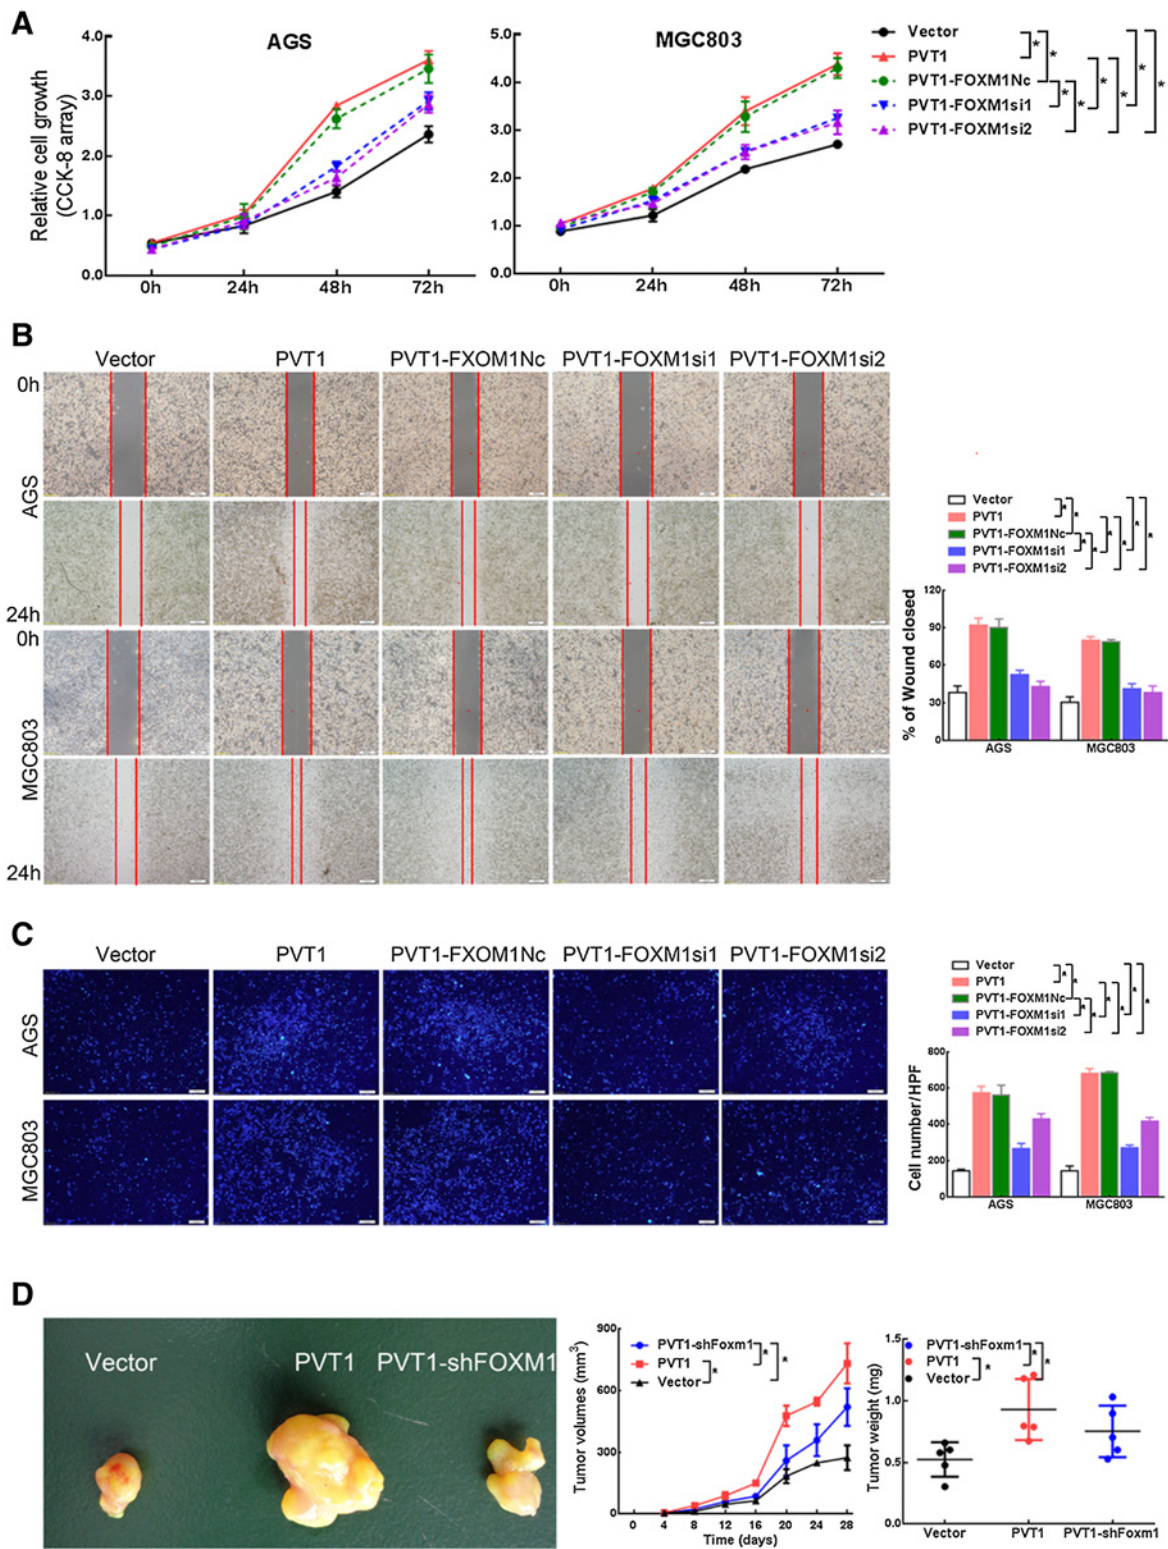 A
AGS
MGC803
Relative cell growth
(CCK-8 array)
4.0
3.0
2.0
1.0
0.0
0h
24h
48h
72h
5.0
4.0
3.0
2.0
1.0
0.0
0h
24h
48h
72h
Vector
PVT1
PVT1-FOXM1Nc
PVT1-FOXM1si1
PVT1-FOXM1si2
* * * * * * * *
B
Vector
PVT1
PVT1-FXOM1Nc
PVT1-FOXM1si1
PVT1-FOXM1si2
0h
AGS
24h
0h
MGC803
24h
Vector
PVT1
PVT1-FOXM1Nc
PVT1-FOXM1si1
PVT1-FOXM1si2
* * * * * * * *
% of Wound closed
120
90
60
30
0
AGS
MGC803
C
Vector
PVT1
PVT1-FXOM1Nc
PVT1-FOXM1si1
PVT1-FOXM1si2
AGS
MGC803
Vector
PVT1
PVT1-FOXM1Nc
PVT1-FOXM1si1
PVT1-FOXM1si2
* * * * * * * *
Cell number/HPF
800
600
400
200
0
AGS
MGC803
D
Vector
PVT1
PVT1-shFOXM1
Tumor volumes (mm³)
900
600
300
0
PVT1-shFoxm1
PVT1
Vector
* * *
0 4 8 12 16 20 24 28
Time (days)
Tumor weight (mg)
1.5
1.0
0.5
0.0
PVT1-shFoxm1
PVT1
Vector
* * *
Vector
PVT1
PVT1-shFoxm1